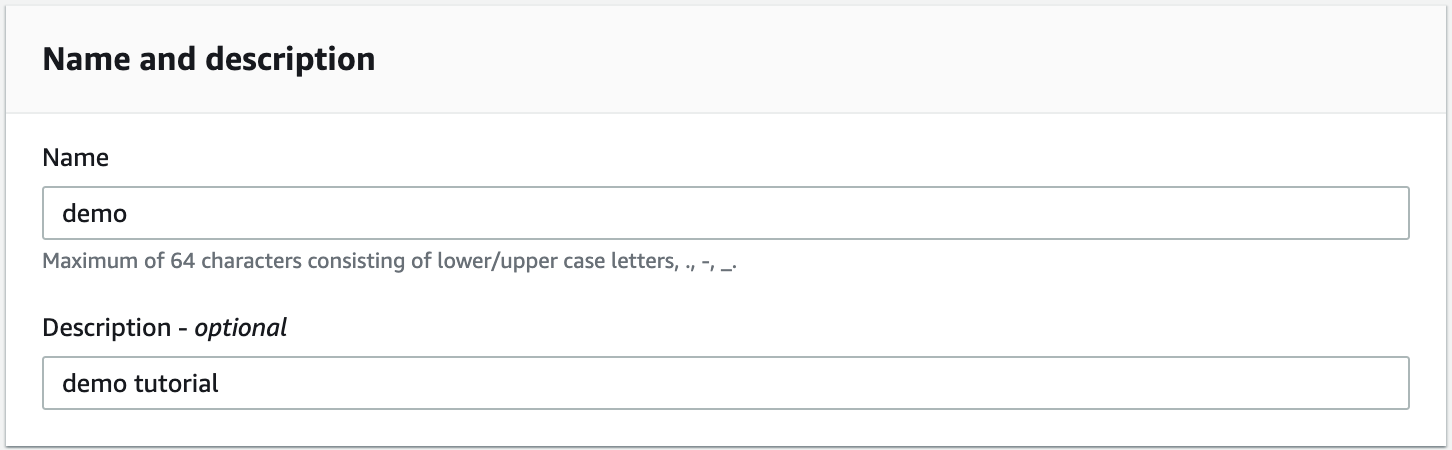 Name and description
Name
demo
Maximum of 64 characters consisting of lower/upper case letters, ., -, _.
Description - optional
demo tutorial